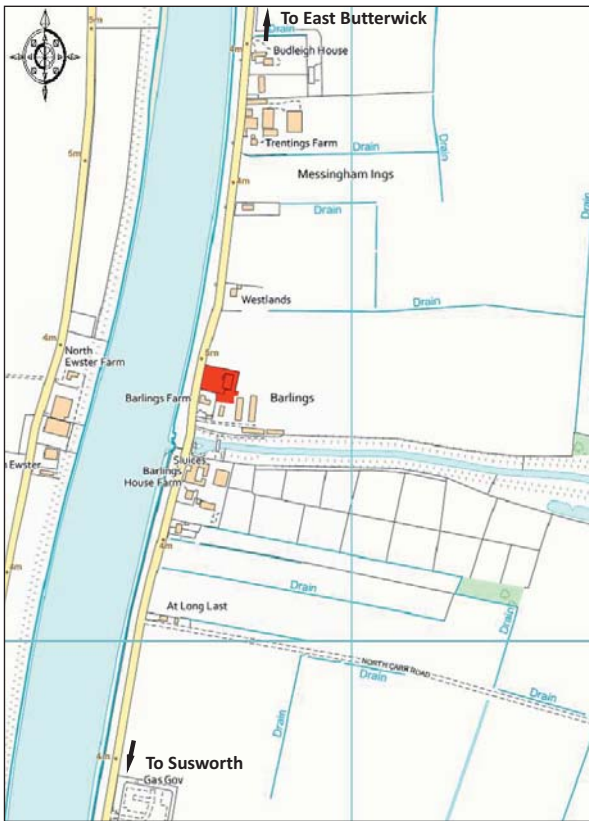 To East Butterwick
5m
4m
Drain
Budleigh House
Trentings Farm
Drain
Drain
5m
Messingham Ings
4m
Drain
Drain
Westlands
Drain
4m
North
Ewster Farm
5m
Barlings Farm
Barlings
Sluices
Ewster
Barlings
House Farm
4m
4m
Drain
At Long Last
Drain
NORTH CARR ROAD
Drain
Drain
Drain
To Susworth
4m
Gas Gov